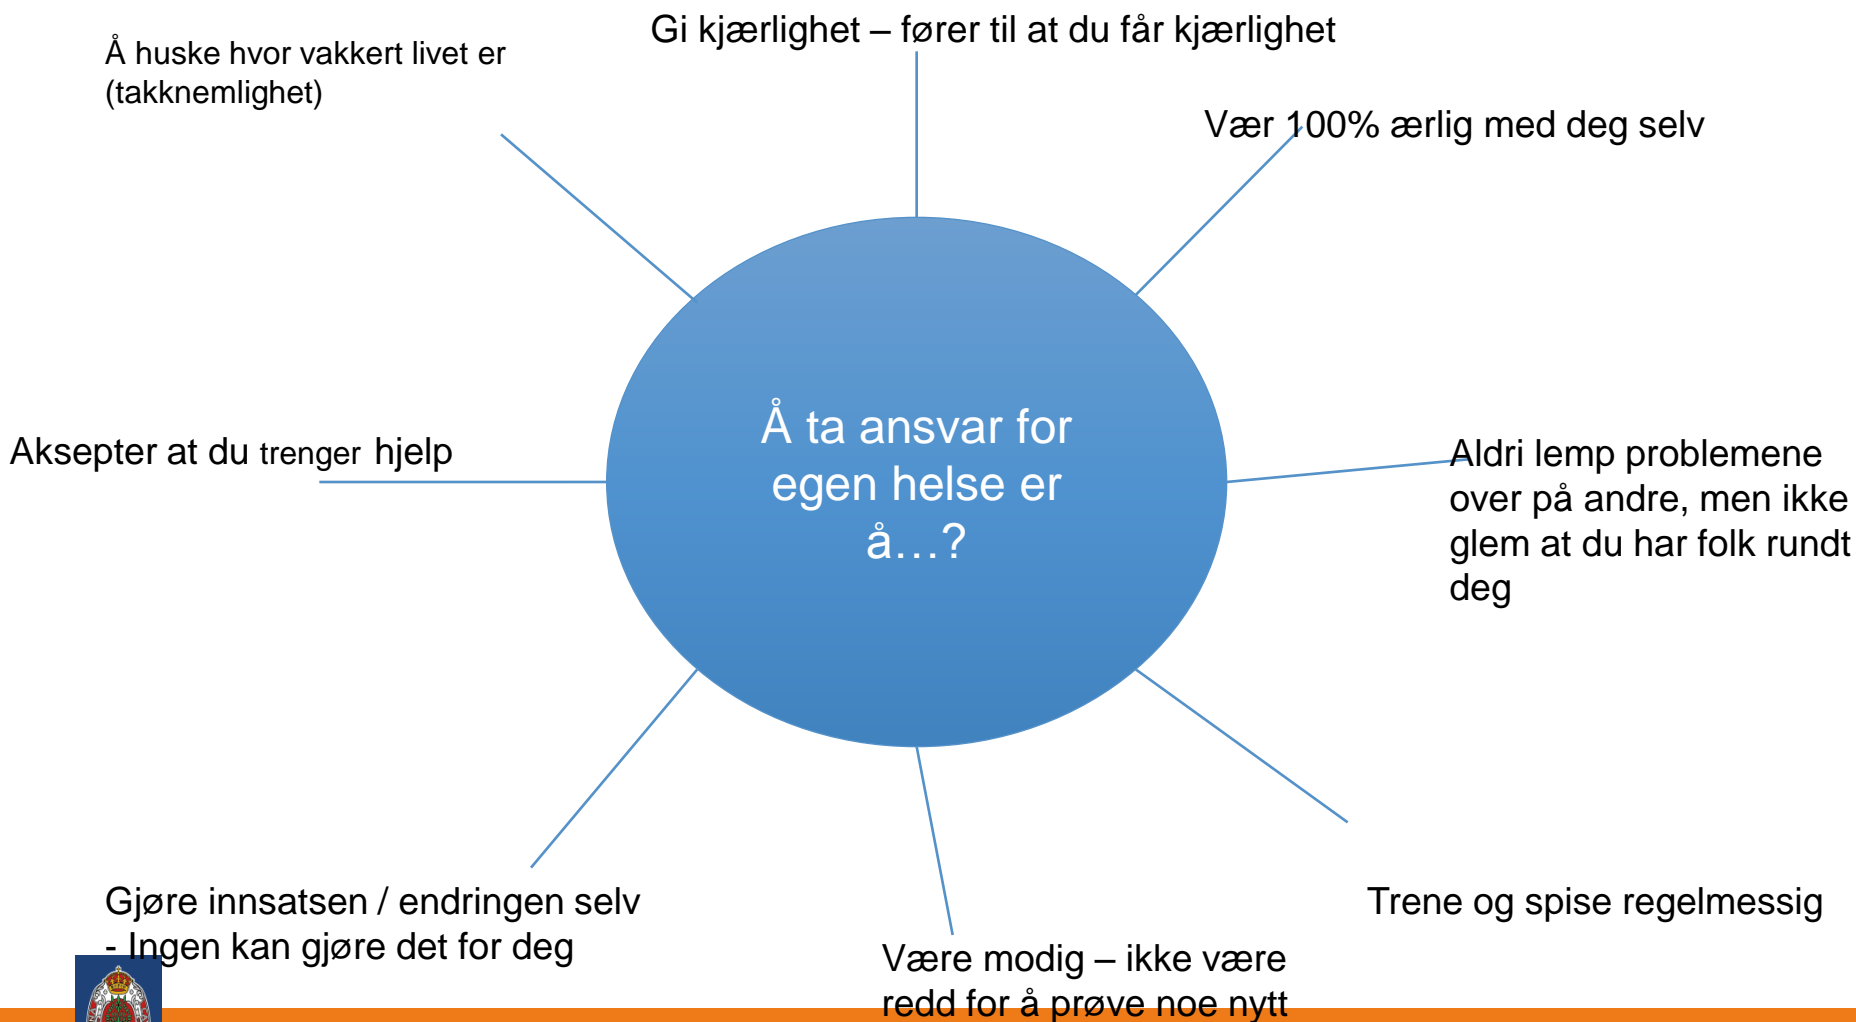 Gi kjærlighet – fører til at du får kjærlighet
Å huske hvor vakkert livet er
(takknemlighet)
Vær 100% ærlig med deg selv
Å ta ansvar for
egen helse er
å…?
Aksepter at du trenger hjelp
Aldri lemp problemene
over på andre, men ikke
glem at du har folk rundt
deg
Gjøre innsatsen / endringen selv
- Ingen kan gjøre det for deg
Trene og spise regelmessig
Være modig – ikke være
redd for å prøve noe nytt